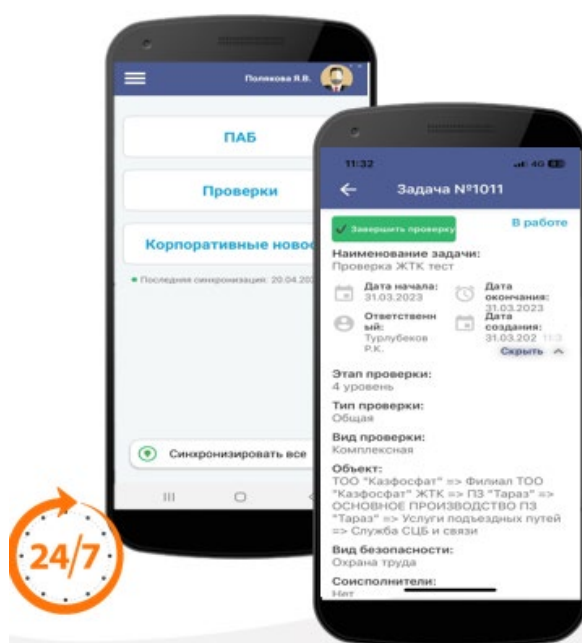 Полякова Я.В.
ПАБ
Проверки
Корпоративные новос
Последняя синхронизация: 20.04.20
Синхронизировать все
24/7
11:32
4G
Задача №1011
Завершить проверку
В работе
Наименование задачи:
Проверка ЖТК тест
Дата начала:
31.03.2023
Дата
окончания:
31.03.2023
Ответственн
ый:
Турлубеков
Р.К.
Дата
создания:
31.03.202
Скрыть
Этап проверки:
4 уровень
Тип проверки:
Общая
Вид проверки:
Комплексная
Объект:
ТОО "Казфосфат" => Филиал ТОО
"Казфосфат" ЖТК => ПЗ "Тараз" =>
ОСНОВНОЕ ПРОИЗВОДСТВО ПЗ
"Тараз" => Услуги подъездных путей
=> Служба СЦБ и связи
Вид безопасности:
Охрана труда
Соисполнители:
Нет